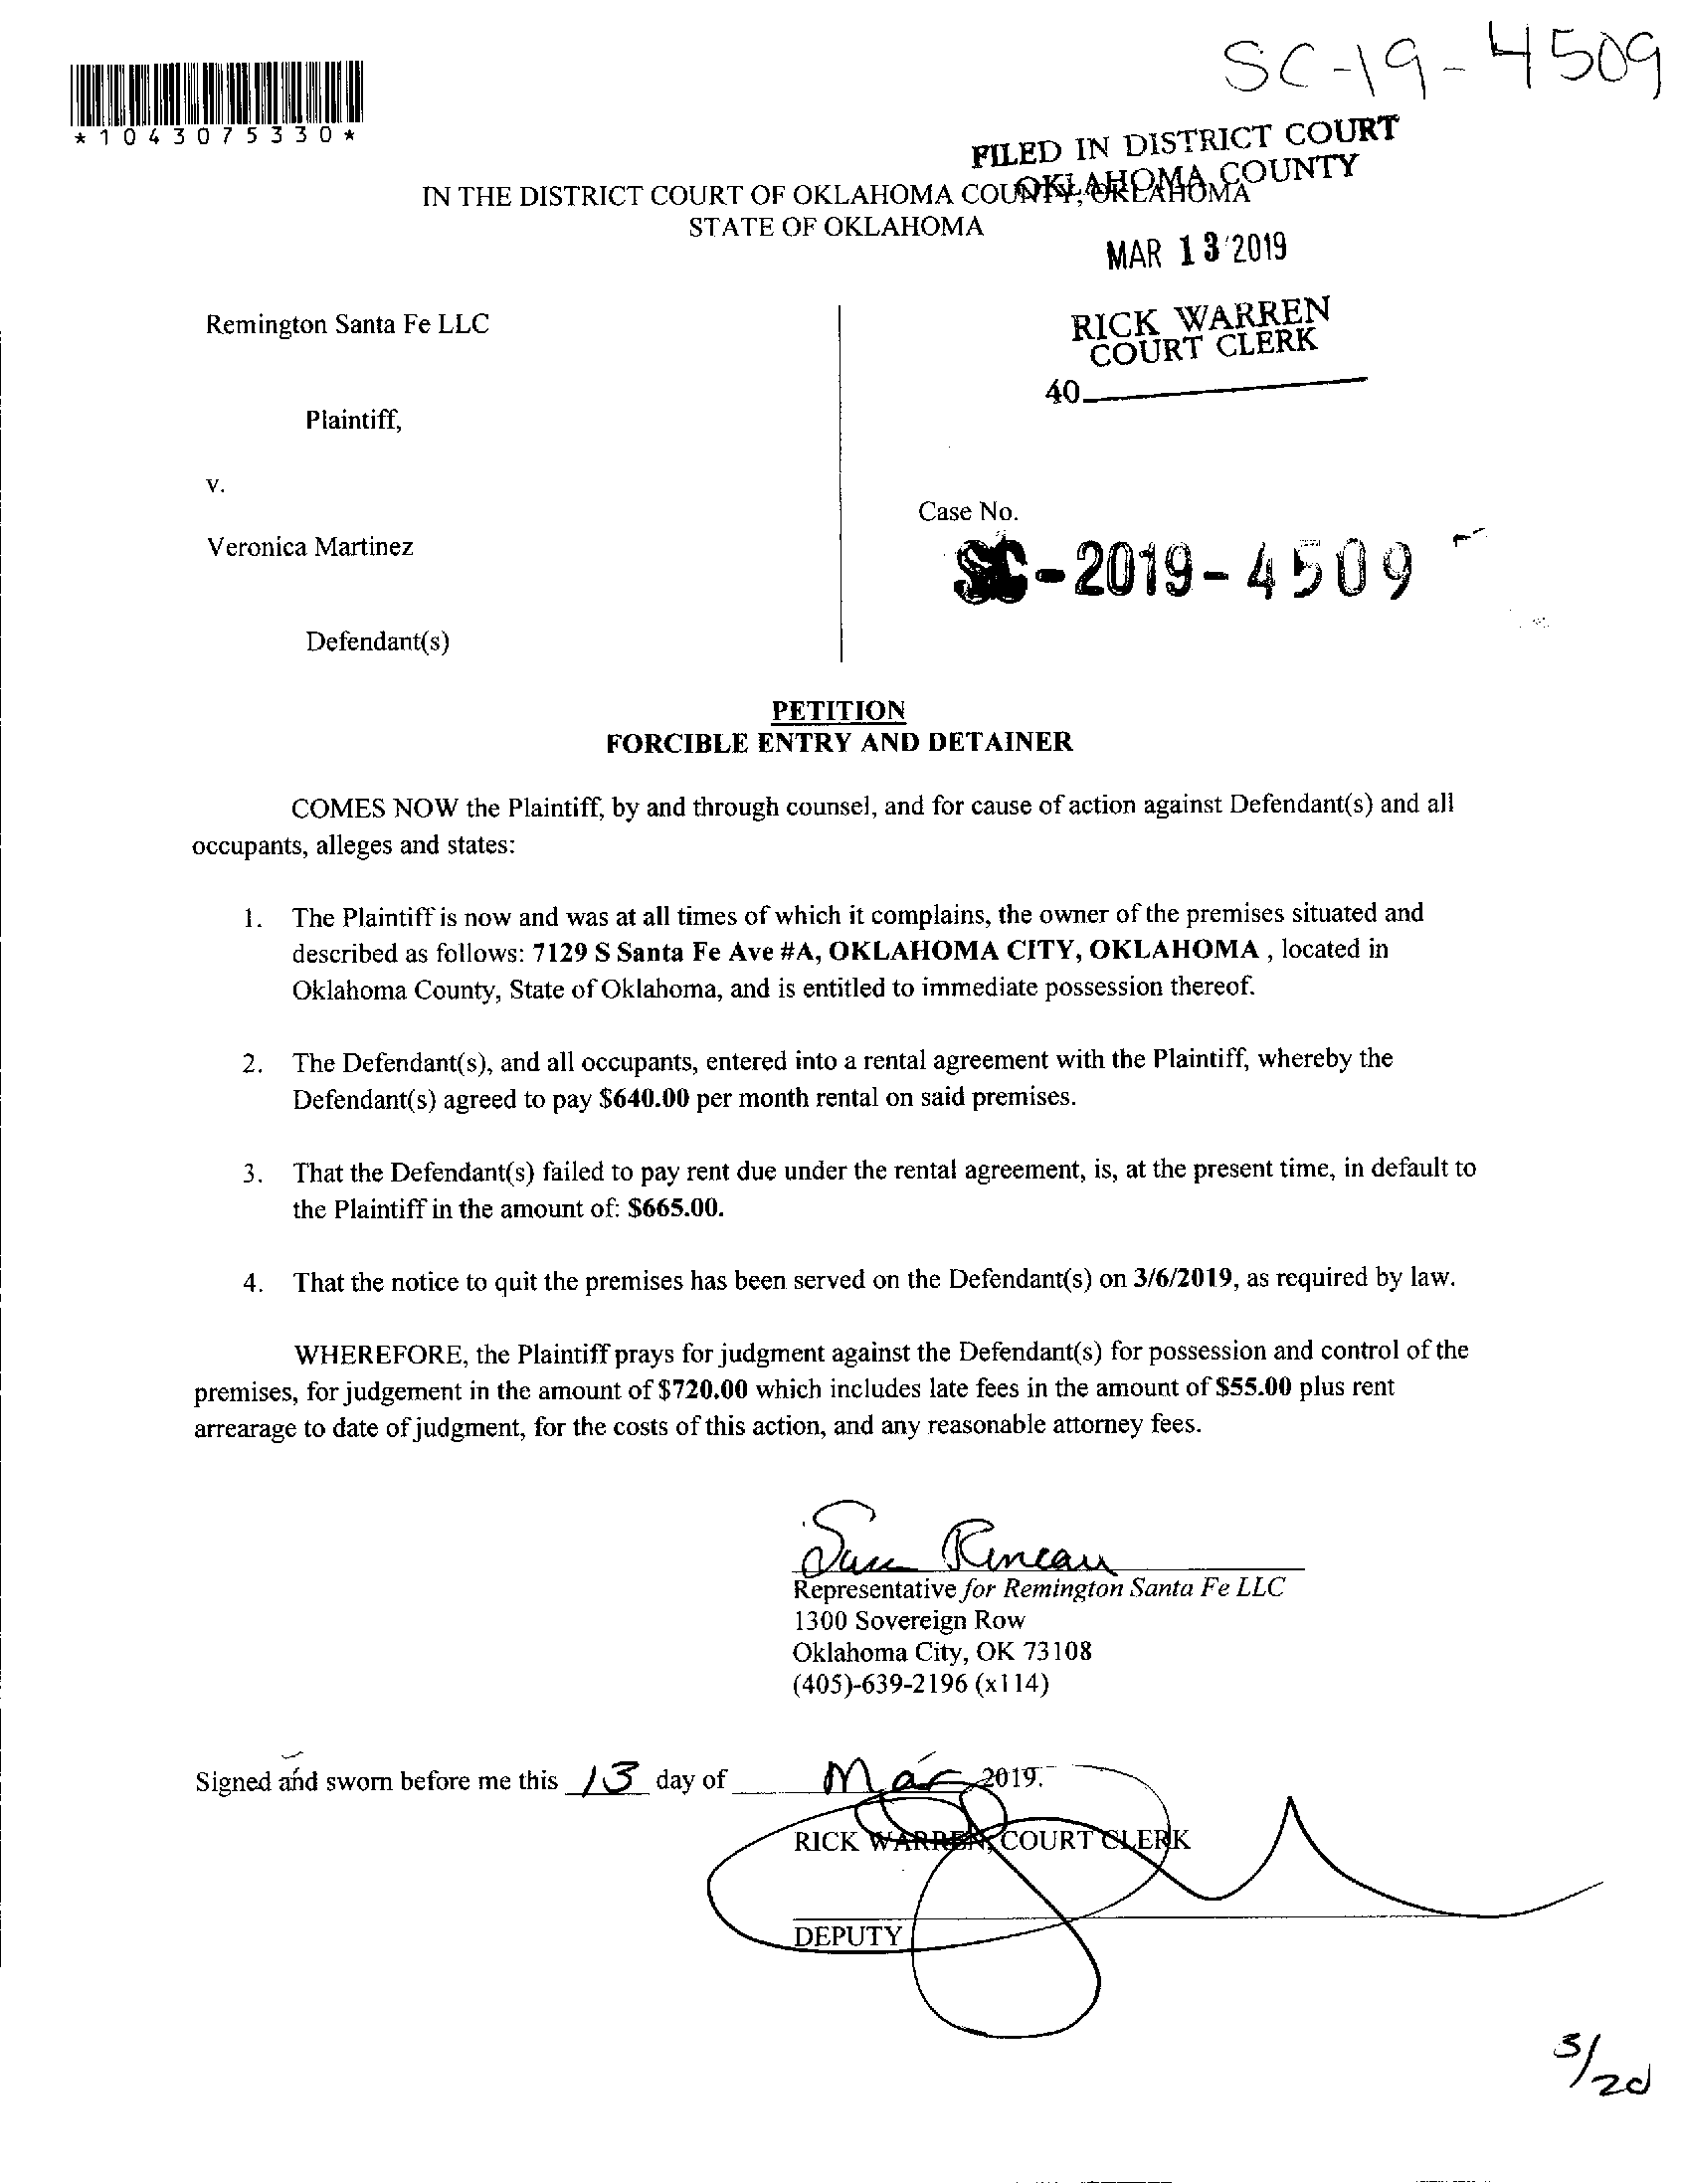 SC-19-4509
*1043075330*
FILED IN DISTRICT COURT
OKLAHOMA COUNTY
IN THE DISTRICT COURT OF OKLAHOMA COUNTY, OKLAHOMA
STATE OF OKLAHOMA
MAR 13 2019
Remington Santa Fe LLC
RICK WARREN
COURT CLERK
40
Plaintiff,
v.
Case No.
Veronica Martinez
SC-2019-4509
Defendant(s)
PETITION
FORCIBLE ENTRY AND DETAINER
COMES NOW the Plaintiff, by and through counsel, and for cause of action against Defendant(s) and all
occupants, alleges and states:
1. The Plaintiff is now and was at all times of which it complains, the owner of the premises situated and
described as follows: 7129 S Santa Fe Ave #A, OKLAHOMA CITY, OKLAHOMA , located in
Oklahoma County, State of Oklahoma, and is entitled to immediate possession thereof.
2. The Defendant(s), and all occupants, entered into a rental agreement with the Plaintiff, whereby the
Defendant(s) agreed to pay $640.00 per month rental on said premises.
3. That the Defendant(s) failed to pay rent due under the rental agreement, is, at the present time, in default to
the Plaintiff in the amount of: $665.00.
4. That the notice to quit the premises has been served on the Defendant(s) on 3/6/2019, as required by law.
WHEREFORE, the Plaintiff prays for judgment against the Defendant(s) for possession and control of the
premises, for judgement in the amount of $720.00 which includes late fees in the amount of $55.00 plus rent
arrearage to date of judgment, for the costs of this action, and any reasonable attorney fees.
Representative for Remington Santa Fe LLC
1300 Sovereign Row
Oklahoma City, OK 73108
(405)-639-2196 (x114)
Signed and sworn before me this 13 day of Mar 2019.
RICK WARREN, COURT CLERK
DEPUTY
3/20